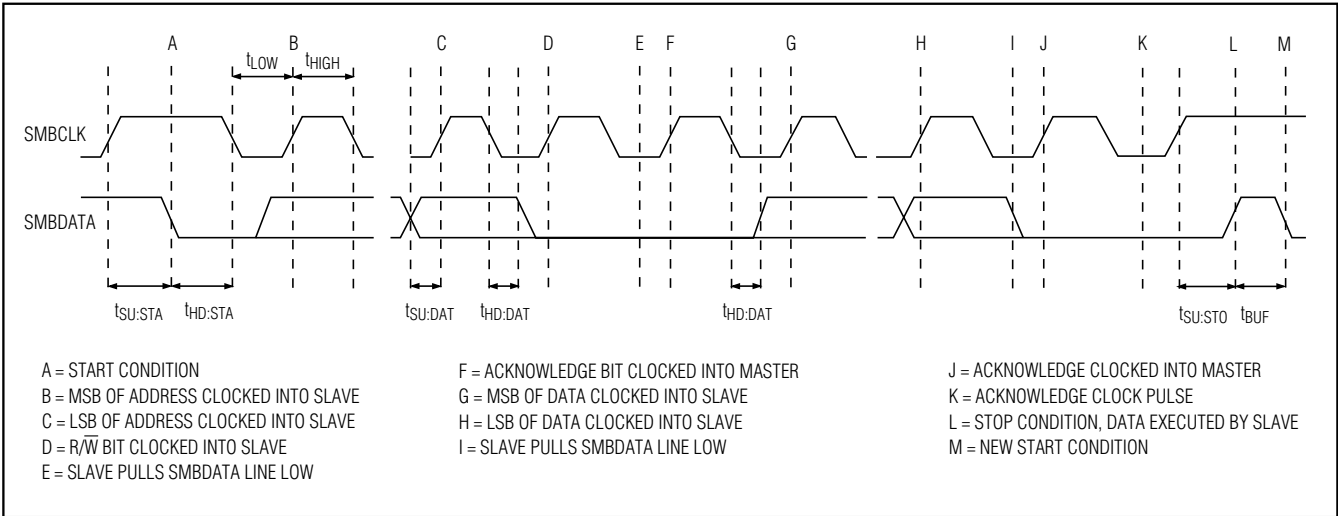 A B C D E F G H I J K L M
tLOW tHIGH
SMBCLK
SMBDATA
tSU:STA tHD:STA tSU:DAT tHD:DAT tHD:DAT tSU:STO tBUF
A = START CONDITION
B = MSB OF ADDRESS CLOCKED INTO SLAVE
C = LSB OF ADDRESS CLOCKED INTO SLAVE
D = R/W̅ BIT CLOCKED INTO SLAVE
E = SLAVE PULLS SMBDATA LINE LOW
F = ACKNOWLEDGE BIT CLOCKED INTO MASTER
G = MSB OF DATA CLOCKED INTO SLAVE
H = LSB OF DATA CLOCKED INTO SLAVE
I = SLAVE PULLS SMBDATA LINE LOW
J = ACKNOWLEDGE CLOCKED INTO MASTER
K = ACKNOWLEDGE CLOCK PULSE
L = STOP CONDITION, DATA EXECUTED BY SLAVE
M = NEW START CONDITION